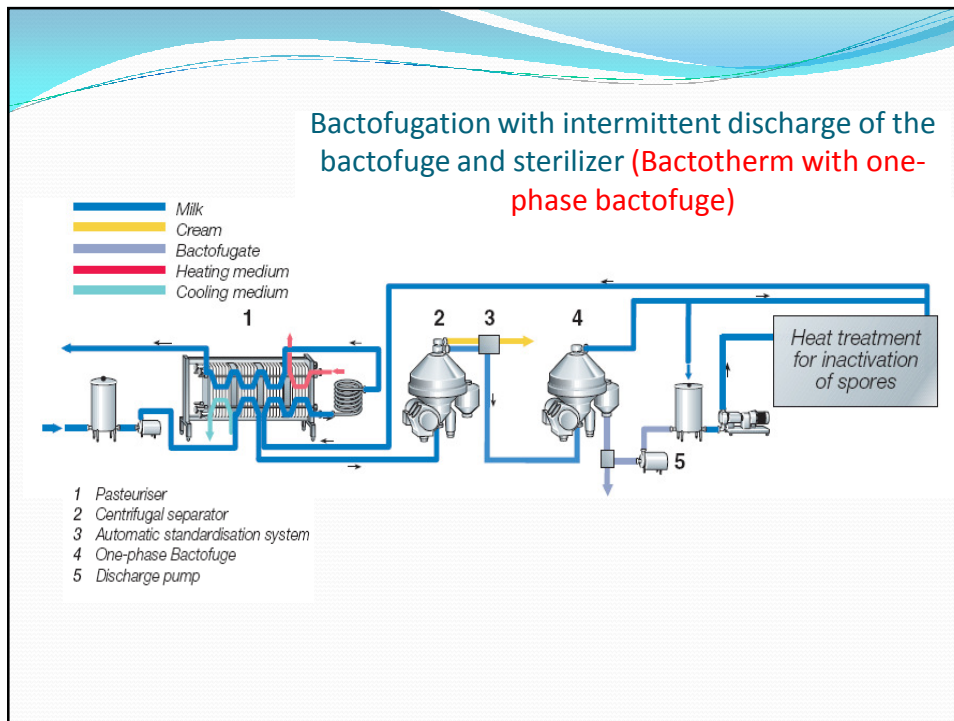 Bactofugation with intermittent discharge of the
bactofuge and sterilizer (Bactotherm with one-
phase bactofuge)
Milk
Cream
Bactofugate
Heating medium
Cooling medium
1
2
3
4
Heat treatment
for inactivation
of spores
5
1 Pasteuriser
2 Centrifugal separator
3 Automatic standardisation system
4 One-phase Bactofuge
5 Discharge pump